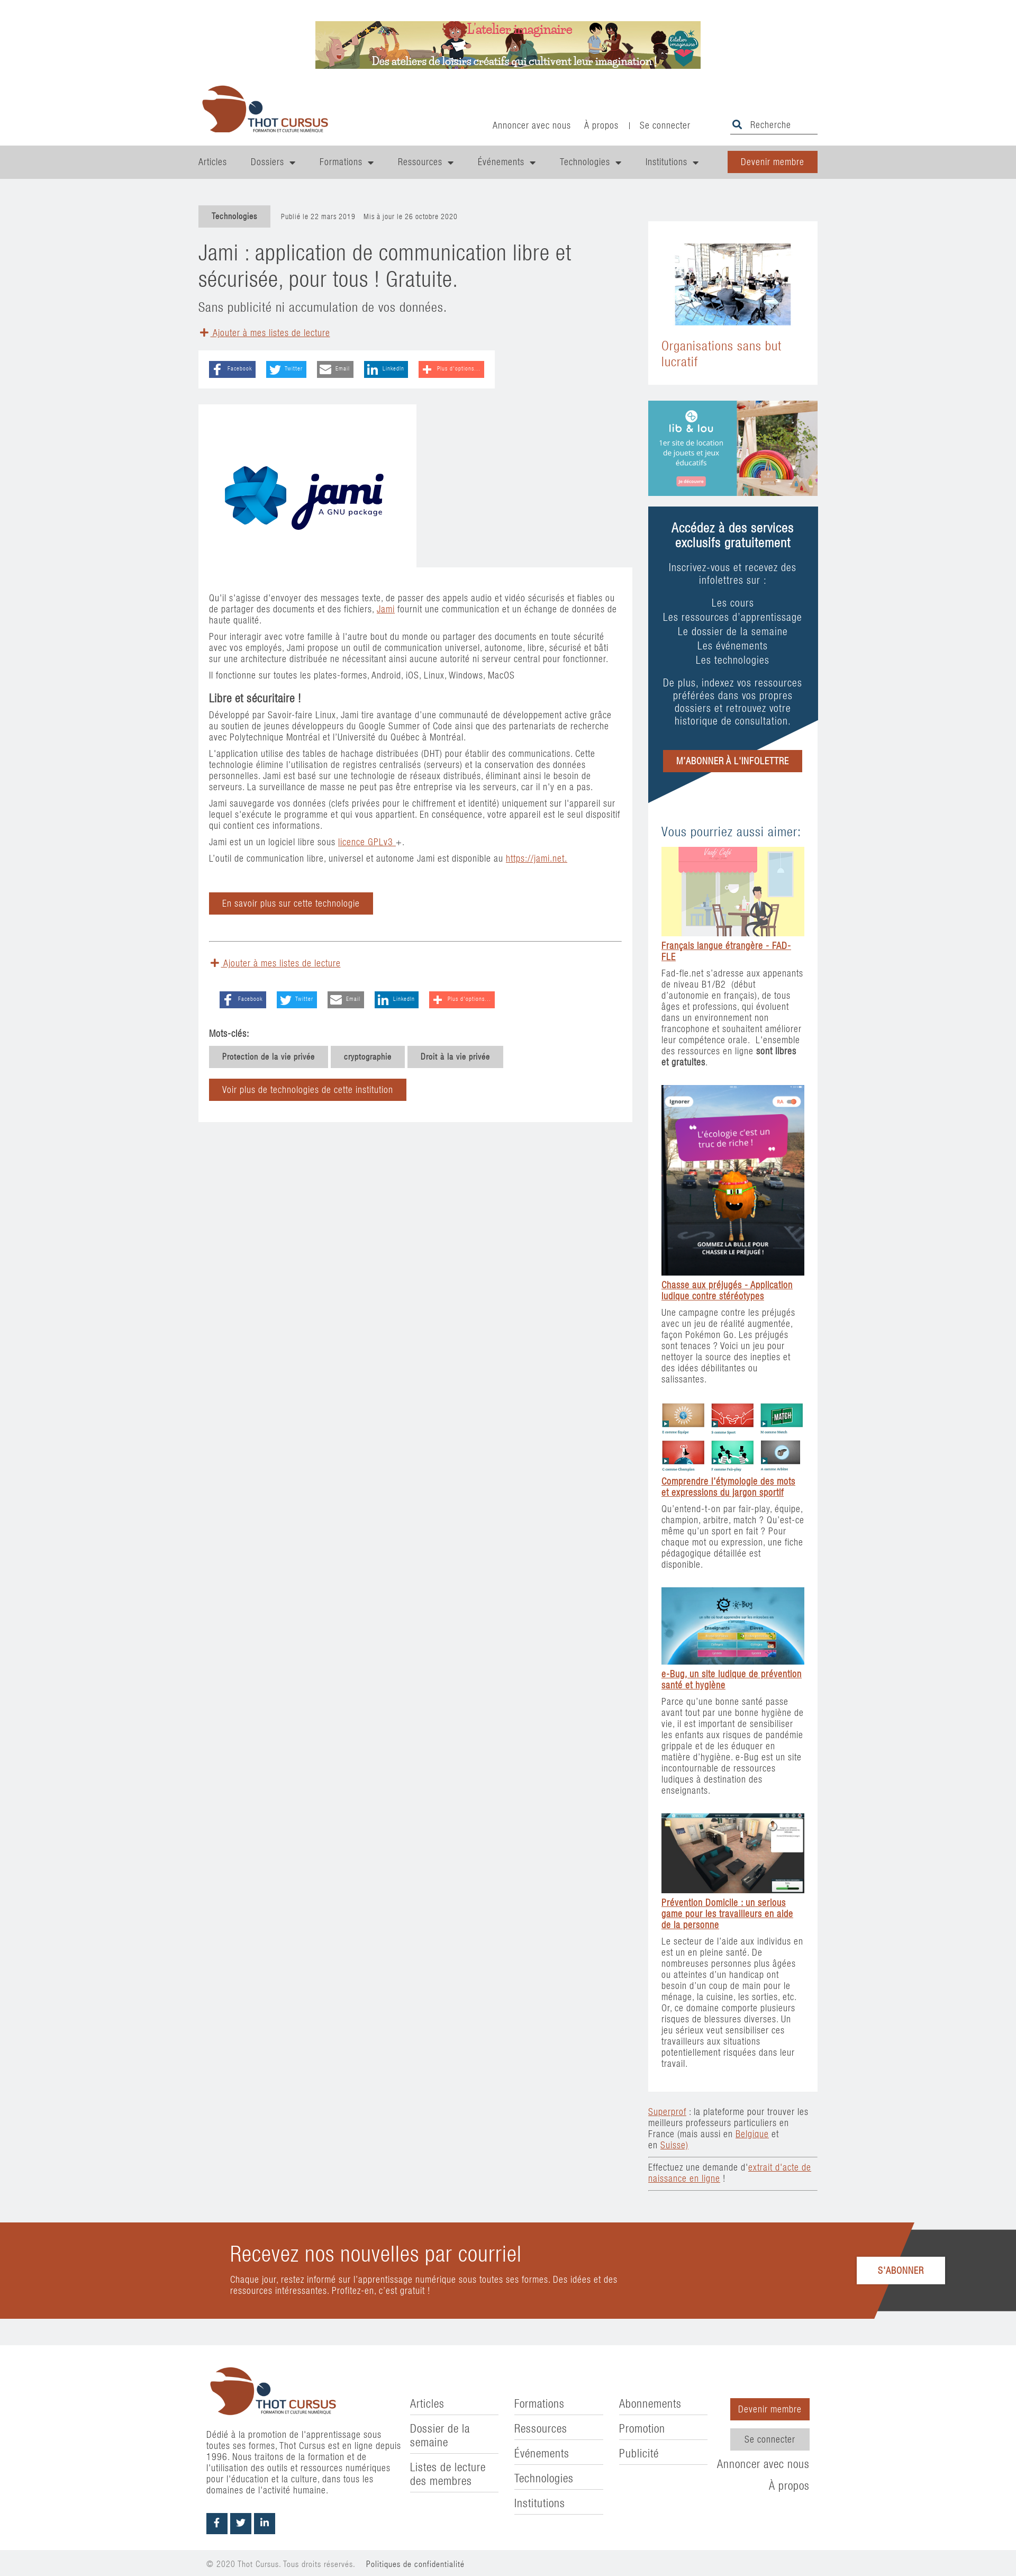 L'atelier imaginaire
Des ateliers de loisirs créatifs qui cultivent leur imagination !
THOT CURSUS
FORMATION ET CULTURE NUMÉRIQUE
Annoncer avec nous
À propos
|
Se connecter
Recherche
Articles
Dossiers
Formations
Ressources
Événements
Technologies
Institutions
Devenir membre
Technologies
Publié le 22 mars 2019
Mis à jour le 26 octobre 2020
Jami : application de communication libre et
sécurisée, pour tous ! Gratuite.
Sans publicité ni accumulation de vos données.
Ajouter à mes listes de lecture
Facebook
Twitter
Email
LinkedIn
Plus d'options...
jami
A GNU package
Qu'il s'agisse d'envoyer des messages texte, de passer des appels audio et vidéo sécurisés et fiables ou
de partager des documents et des fichiers, Jami fournit une communication et un échange de données de
haute qualité.
Pour interagir avec votre famille à l'autre bout du monde ou partager des documents en toute sécurité
avec vos employés, Jami propose un outil de communication universel, autonome, libre, sécurisé et bâti
sur une architecture distribuée ne nécessitant ainsi aucune autorité ni serveur central pour fonctionner.
Il fonctionne sur toutes les plates-formes, Android, iOS, Linux, Windows, MacOS
Libre et sécuritaire !
Développé par Savoir-faire Linux, Jami tire avantage d'une communauté de développement active grâce
au soutien de jeunes développeurs du Google Summer of Code ainsi que des partenariats de recherche
avec Polytechnique Montréal et l'Université du Québec à Montréal.
L'application utilise des tables de hachage distribuées (DHT) pour établir des communications. Cette
technologie élimine l'utilisation de registres centralisés (serveurs) et la conservation des données
personnelles. Jami est basé sur une technologie de réseaux distribués, éliminant ainsi le besoin de
serveurs. La surveillance de masse ne peut pas être entreprise via les serveurs, car il n'y en a pas.
Jami sauvegarde vos données (clefs privées pour le chiffrement et identité) uniquement sur l'appareil sur
lequel s'exécute le programme et qui vous appartient. En conséquence, votre appareil est le seul dispositif
qui contient ces informations.
Jami est un un logiciel libre sous licence GPLv3 +.
L'outil de communication libre, universel et autonome Jami est disponible au https://jami.net.
En savoir plus sur cette technologie
Ajouter à mes listes de lecture
Facebook
Twitter
Email
LinkedIn
Plus d'options...
Mots-clés:
Protection de la vie privée
cryptographie
Droit à la vie privée
Voir plus de technologies de cette institution
Organisations sans but
lucratif
lib & lou
1er site de location
de jouets et jeux
éducatifs
Je découvre
Accédez à des services
exclusifs gratuitement
Inscrivez-vous et recevez des
infolettres sur :
Les cours
Les ressources d'apprentissage
Le dossier de la semaine
Les événements
Les technologies
De plus, indexez vos ressources
préférées dans vos propres
dossiers et retrouvez votre
historique de consultation.
M'ABONNER À L'INFOLETTRE
Vous pourriez aussi aimer:
Français langue étrangère - FAD-
FLE
Fad-fle.net s'adresse aux appenants
de niveau B1/B2 (début
d'autonomie en français), de tous
âges et professions, qui évoluent
dans un environnement non
francophone et souhaitent améliorer
leur compétence orale. L'ensemble
des ressources en ligne sont libres
et gratuites.
Ignorer
RA
L'écologie c'est un
truc de riche !
GOMMEZ LA BULLE POUR
CHASSER LE PRÉJUGÉ !
Chasse aux préjugés - Application
ludique contre stéréotypes
Une campagne contre les préjugés
avec un jeu de réalité augmentée,
façon Pokémon Go. Les préjugés
sont tenaces ? Voici un jeu pour
nettoyer la source des inepties et
des idées débilitantes ou
salissantes.
MATCH
Comprendre l'étymologie des mots
et expressions du jargon sportif
Qu'entend-t-on par fair-play, équipe,
champion, arbitre, match ? Qu'est-ce
même qu'un sport en fait ? Pour
chaque mot ou expression, une fiche
pédagogique détaillée est
disponible.
e-Bug
Enseignants
Élèves
e-Bug, un site ludique de prévention
santé et hygiène
Parce qu'une bonne santé passe
avant tout par une bonne hygiène de
vie, il est important de sensibiliser
les enfants aux risques de pandémie
grippale et de les éduquer en
matière d'hygiène. e-Bug est un site
incontournable de ressources
ludiques à destination des
enseignants.
Prévention Domicile : un serious
game pour les travailleurs en aide
de la personne
Le secteur de l'aide aux individus en
est un en pleine santé. De
nombreuses personnes plus âgées
ou atteintes d'un handicap ont
besoin d'un coup de main pour le
ménage, la cuisine, les sorties, etc.
Or, ce domaine comporte plusieurs
risques de blessures diverses. Un
jeu sérieux veut sensibiliser ces
travailleurs aux situations
potentiellement risquées dans leur
travail.
Superprof : la plateforme pour trouver les
meilleurs professeurs particuliers en
France (mais aussi en Belgique et
en Suisse)
Effectuez une demande d'extrait d'acte de
naissance en ligne !
Recevez nos nouvelles par courriel
Chaque jour, restez informé sur l'apprentissage numérique sous toutes ses formes. Des idées et des
ressources intéressantes. Profitez-en, c'est gratuit !
S'ABONNER
THOT CURSUS
FORMATION ET CULTURE NUMÉRIQUE
Dédié à la promotion de l'apprentissage sous
toutes ses formes, Thot Cursus est en ligne depuis
1996. Nous traitons de la formation et de
l'utilisation des outils et ressources numériques
pour l'éducation et la culture, dans tous les
domaines de l'activité humaine.
Articles
Dossier de la
semaine
Listes de lecture
des membres
Formations
Ressources
Événements
Technologies
Institutions
Abonnements
Promotion
Publicité
Devenir membre
Se connecter
Annoncer avec nous
À propos
© 2020 Thot Cursus. Tous droits réservés.
Politiques de confidentialité